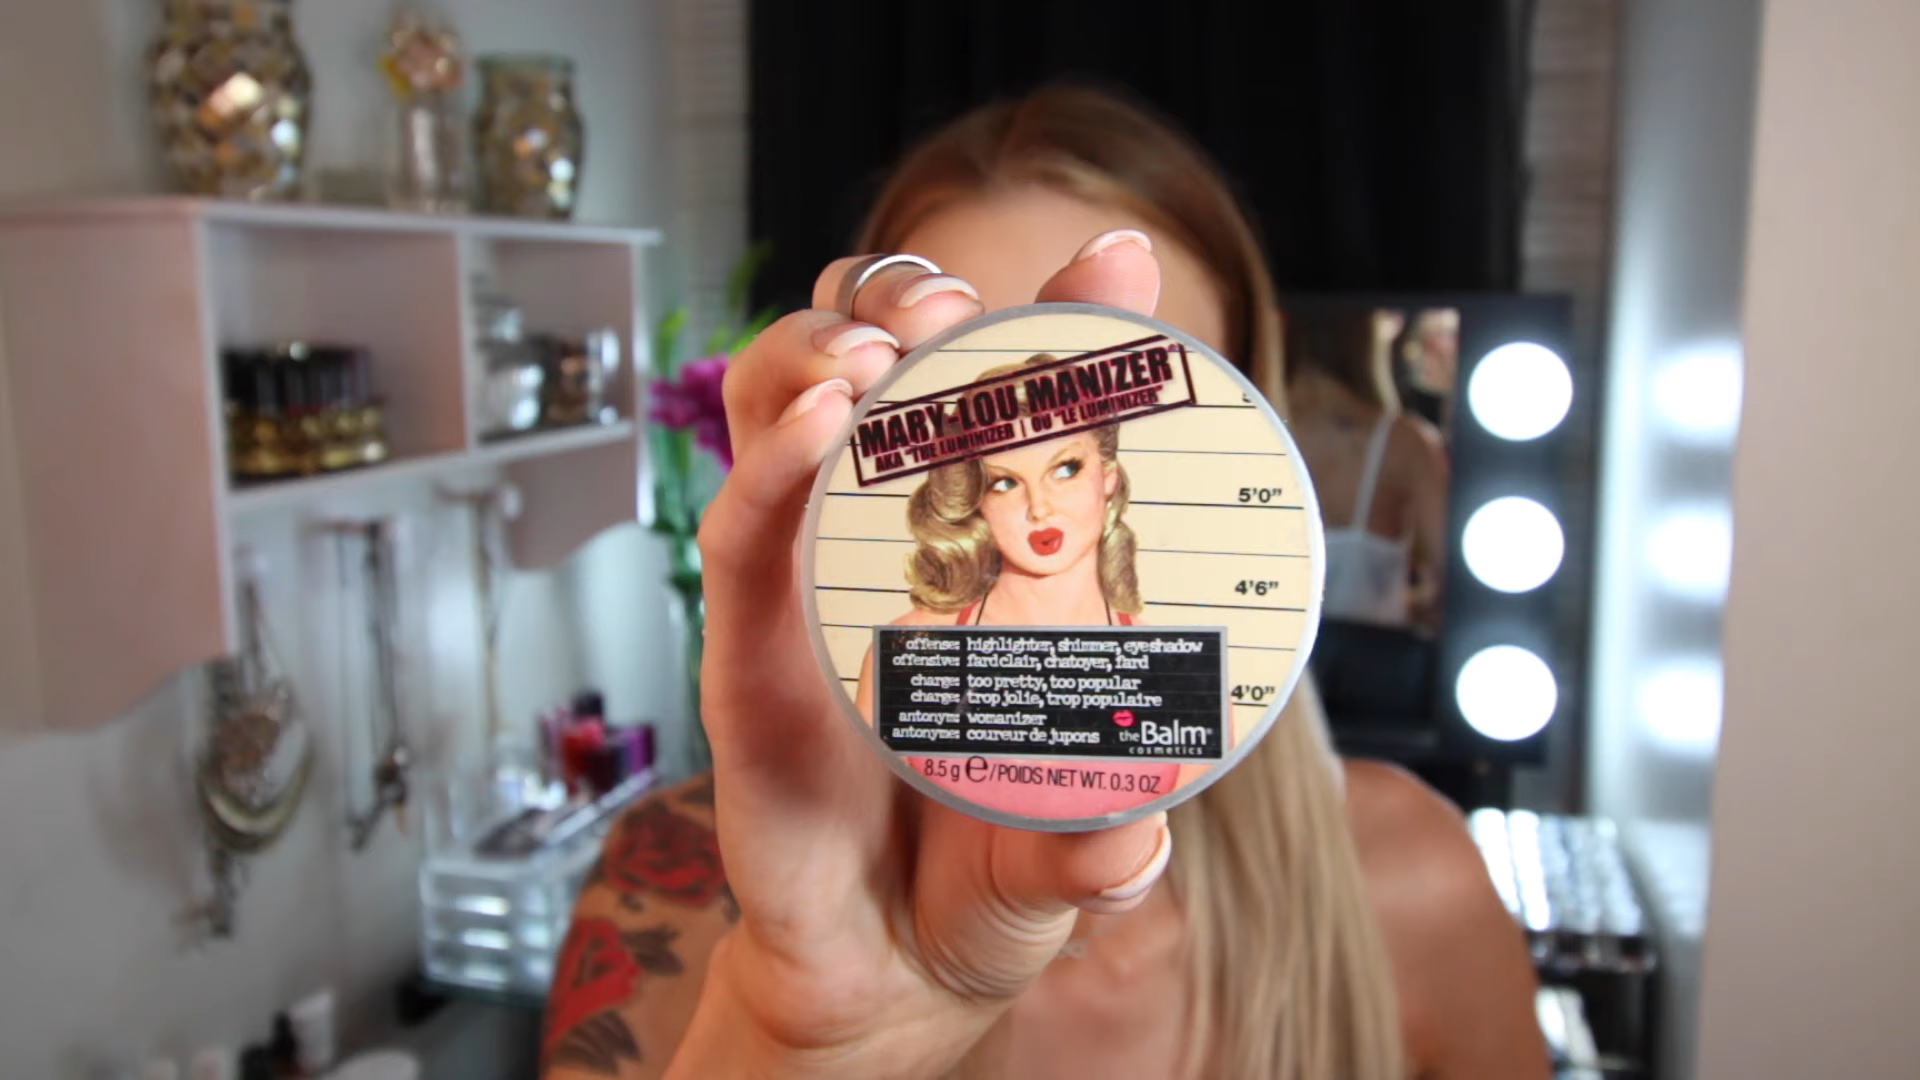 MARY-LOU MANIZER®
AKA "THE LUMINIZER | OU "LE LUMINIZER"
5'0"
4'6"
4'0"
offense: highlighter, shimmer, eyeshadow
offensive: fard clair, chatoyer, fard
charge: too pretty, too popular
charge: trop jolie, trop populaire
antonym: womanizer
antonyme: coureur de jupons
theBalm®
cosmetics
8.5 g e/POIDS NET WT. 0.3 OZ